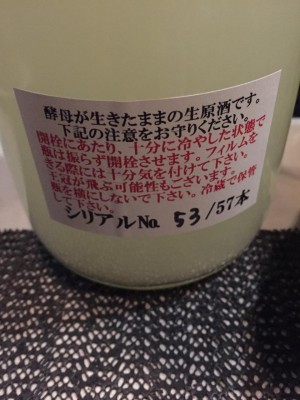 酵母が生きたままの生原酒です。
下記の注意をお守りください。
開栓にあたり、十分に冷やした状態で
瓶は振らず開栓させます。フィルムを
きる際には十分気を付けて下さい。
王冠が飛ぶ可能性もございます。
瓶を横にしないで下さい。冷蔵で保管
して下さい。
シリアルNo. 53/57本